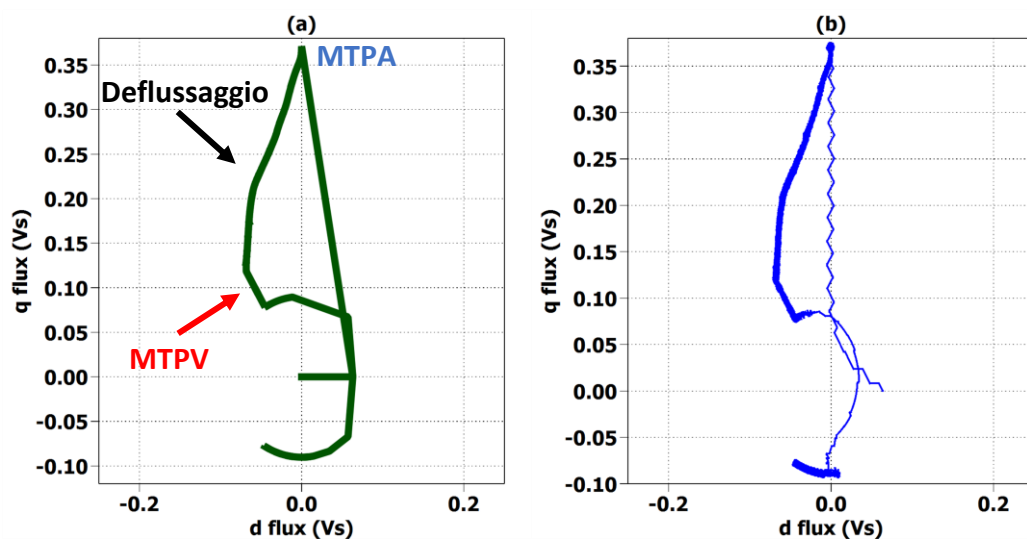 (a)
MTPA
Deflussaggio
MTPV
0.35
0.30
0.25
0.20
0.15
0.10
0.05
0.00
-0.05
-0.10
q flux (Vs)
-0.2
0.0
0.2
d flux (Vs)
(b)
0.35
0.30
0.25
0.20
0.15
0.10
0.05
0.00
-0.05
-0.10
q flux (Vs)
-0.2
0.0
0.2
d flux (Vs)